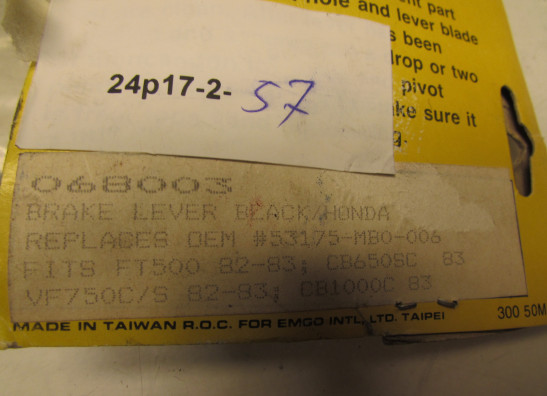 nt part
hole and lever blade
s been
drop or two
pivot
ke sure it
24p17-2-57
068003
BRAKE LEVER BLACK/HONDA
REPLACES OEM #53175-MB0-006
FITS FT500 82-83; CB650SC 83
VF750C/S 82-83; CB1000C 83
MADE IN TAIWAN R.O.C. FOR EMGO INTL, LTD. TAIPEI
300 50M